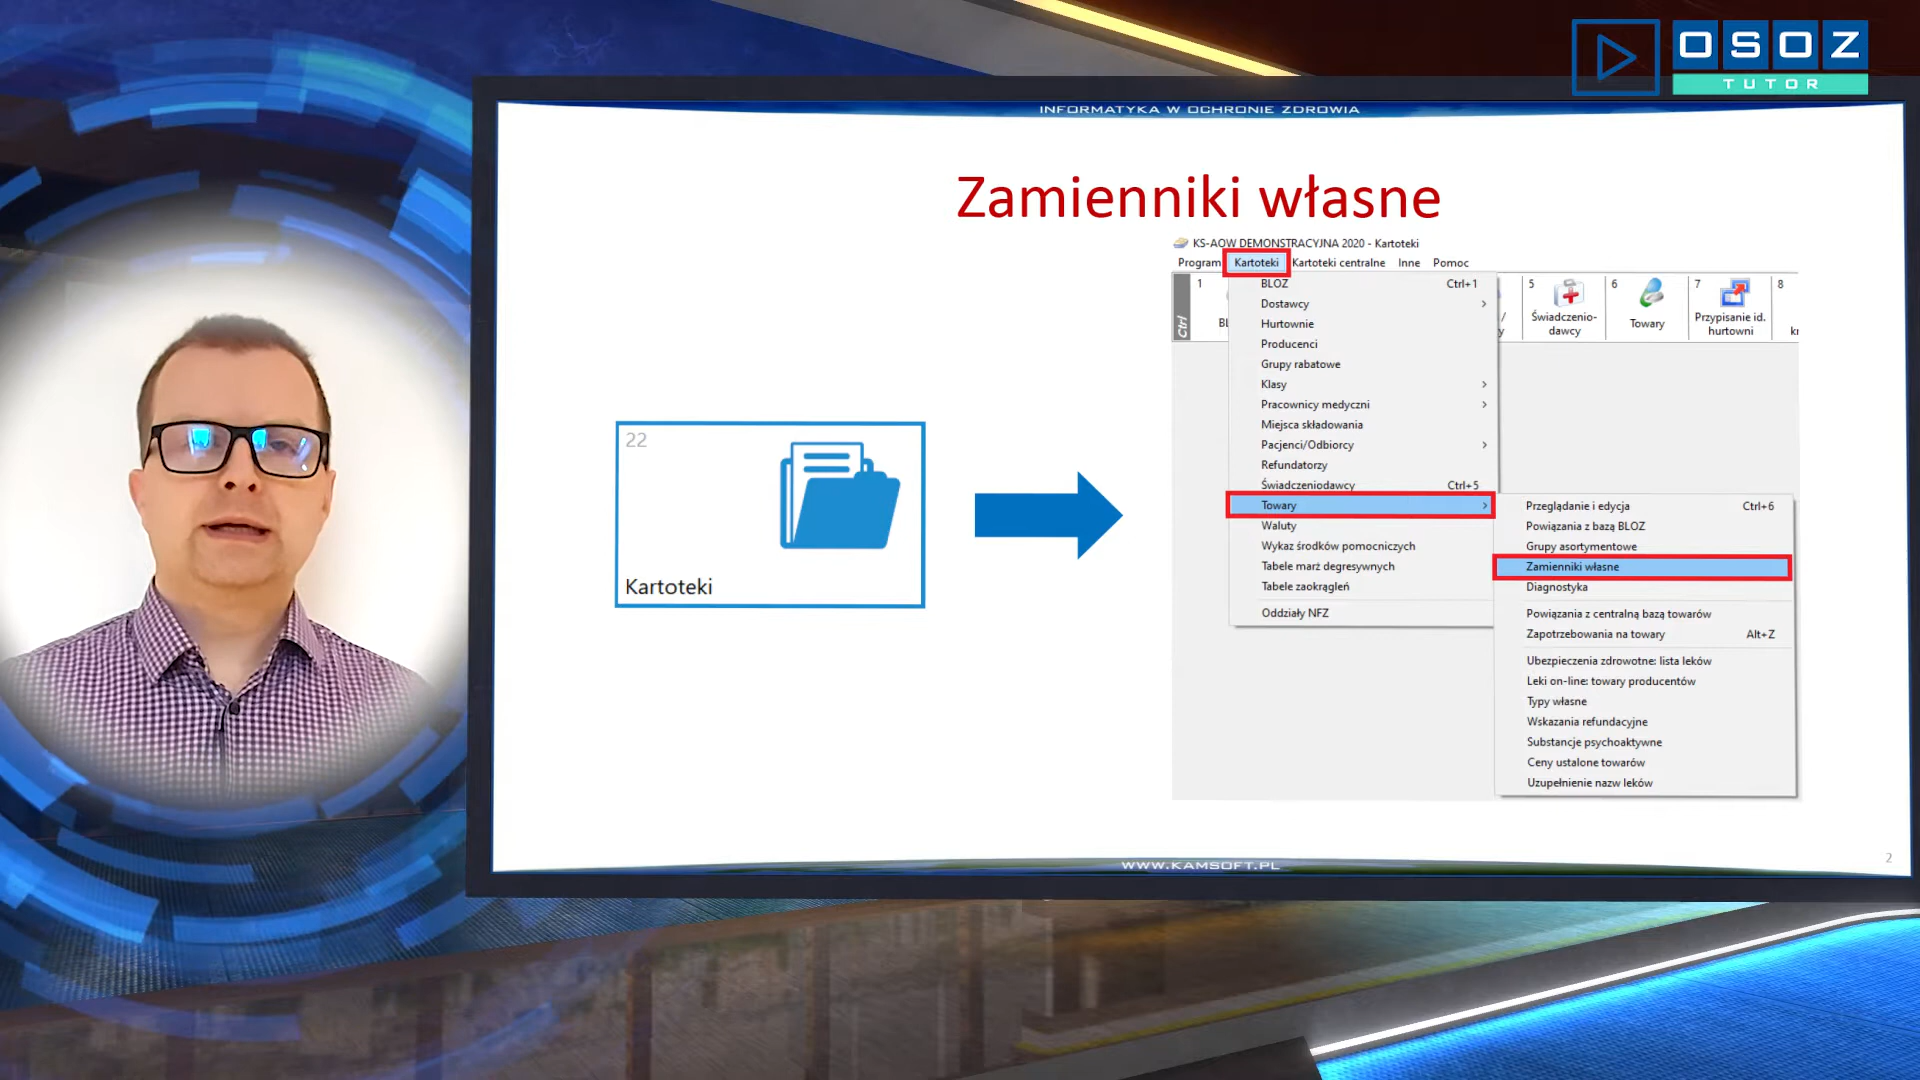 OSOZ
TUTOR
INFORMATYKA W OCHRONIE ZDROWIA
Zamienniki własne
22
Kartoteki
KS-AOW DEMONSTRACYJNA 2020 - Kartoteki
Program Kartoteki Kartoteki centralne Inne Pomoc
Ctrl
1
5 Świadczenio-
dawcy
6 Towary
7 Przypisanie id.
hurtowni
8
BLOZ Ctrl+1
Dostawcy
Hurtownie
Producenci
Grupy rabatowe
Klasy
Pracownicy medyczni
Miejsca składowania
Pacjenci/Odbiorcy
Refundatorzy
Świadczeniodawcy Ctrl+5
Towary
Waluty
Wykaz środków pomocniczych
Tabele marż degresywnych
Tabele zaokrągleń
Oddziały NFZ
Przeglądanie i edycja Ctrl+6
Powiązania z bazą BLOZ
Grupy asortymentowe
Zamienniki własne
Diagnostyka
Powiązania z centralną bazą towarów
Zapotrzebowania na towary Alt+Z
Ubezpieczenia zdrowotne: lista leków
Leki on-line: towary producentów
Typy własne
Wskazania refundacyjne
Substancje psychoaktywne
Ceny ustalone towarów
Uzupełnienie nazw leków
WWW.KAMSOFT.PL
2